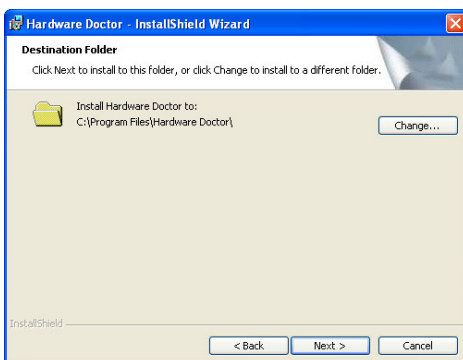 Hardware Doctor - InstallShield Wizard
Destination Folder
Click Next to install to this folder, or click Change to install to a different folder.
Install Hardware Doctor to:
C:\Program Files\Hardware Doctor\
Change...
InstallShield
< Back Next > Cancel